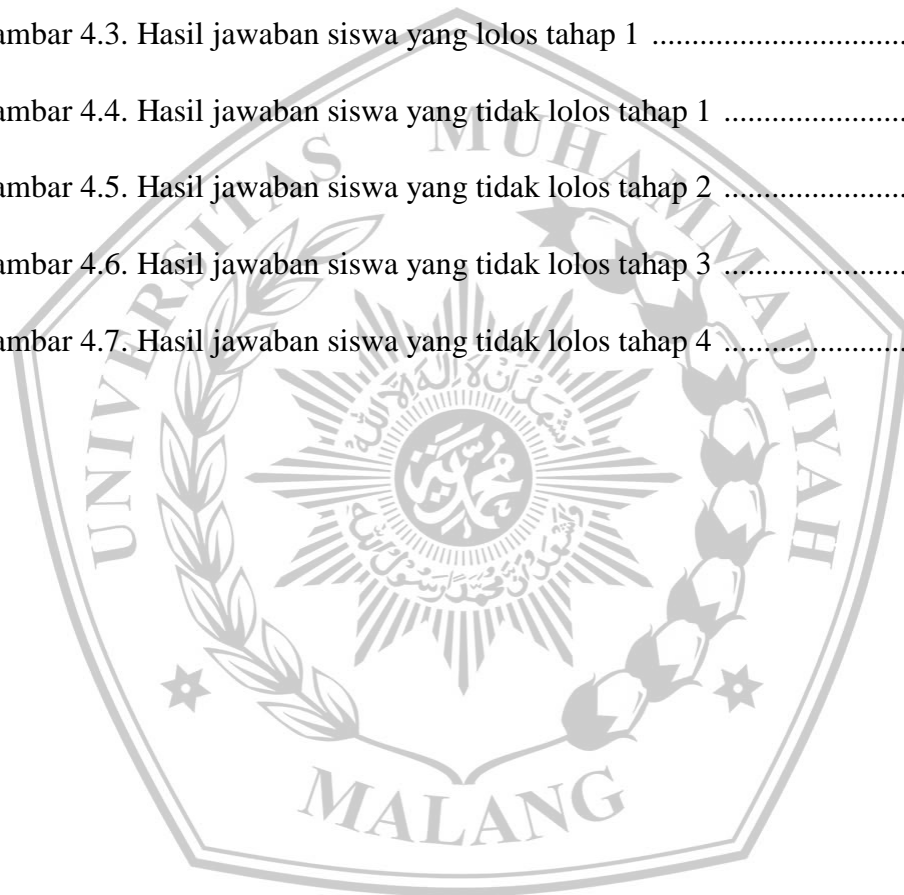 ambar 4.3. Hasil jawaban siswa yang lolos tahap 1 ................................
ambar 4.4. Hasil jawaban siswa yang tidak lolos tahap 1 .......................
ambar 4.5. Hasil jawaban siswa yang tidak lolos tahap 2 .......................
ambar 4.6. Hasil jawaban siswa yang tidak lolos tahap 3 .......................
ambar 4.7. Hasil jawaban siswa yang tidak lolos tahap 4 .......................
UNIVERSITAS MUHAMMADIYAH
MALANG